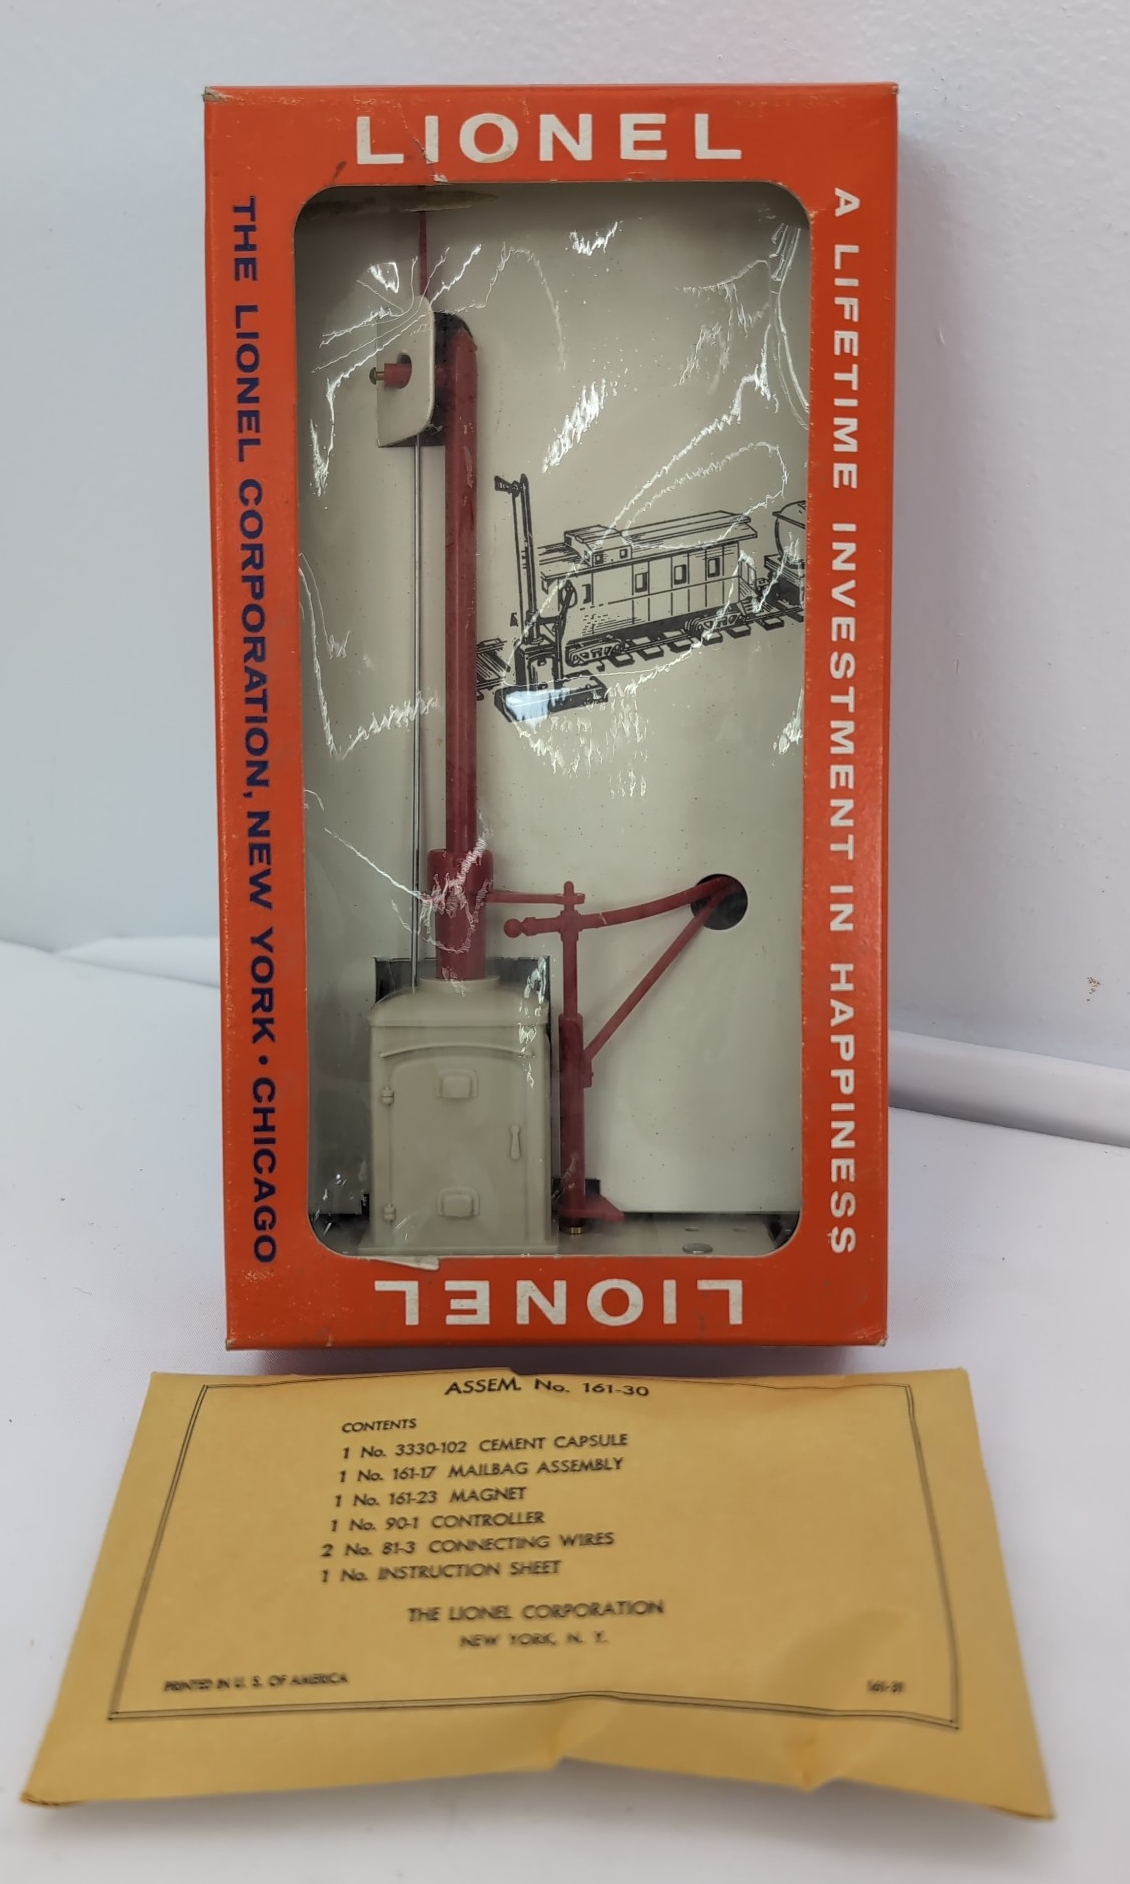 LIONEL
THE LIONEL CORPORATION, NEW YORK • CHICAGO
A LIFETIME INVESTMENT IN HAPPINESS
LIONEL
ASSEM. No. 161-30
CONTENTS
1 No. 3330-102 CEMENT CAPSULE
1 No. 161-17 MAILBAG ASSEMBLY
1 No. 161-23 MAGNET
1 No. 90-1 CONTROLLER
2 No. 81-3 CONNECTING WIRES
1 No. INSTRUCTION SHEET
THE LIONEL CORPORATION
NEW YORK, N. Y.
PRINTED IN U. S. OF AMERICA
161-31